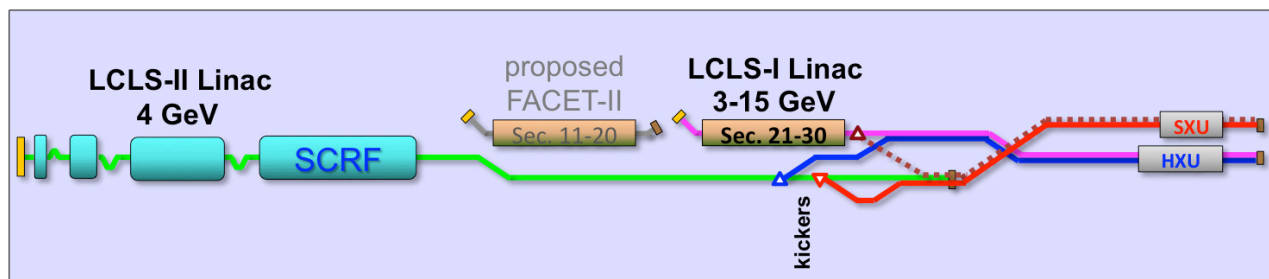 LCLS-II Linac
4 GeV
proposed
FACET-II
LCLS-I Linac
3-15 GeV
SCRF
Sec. 11-20
Sec. 21-30
SXU
HXU
kickers